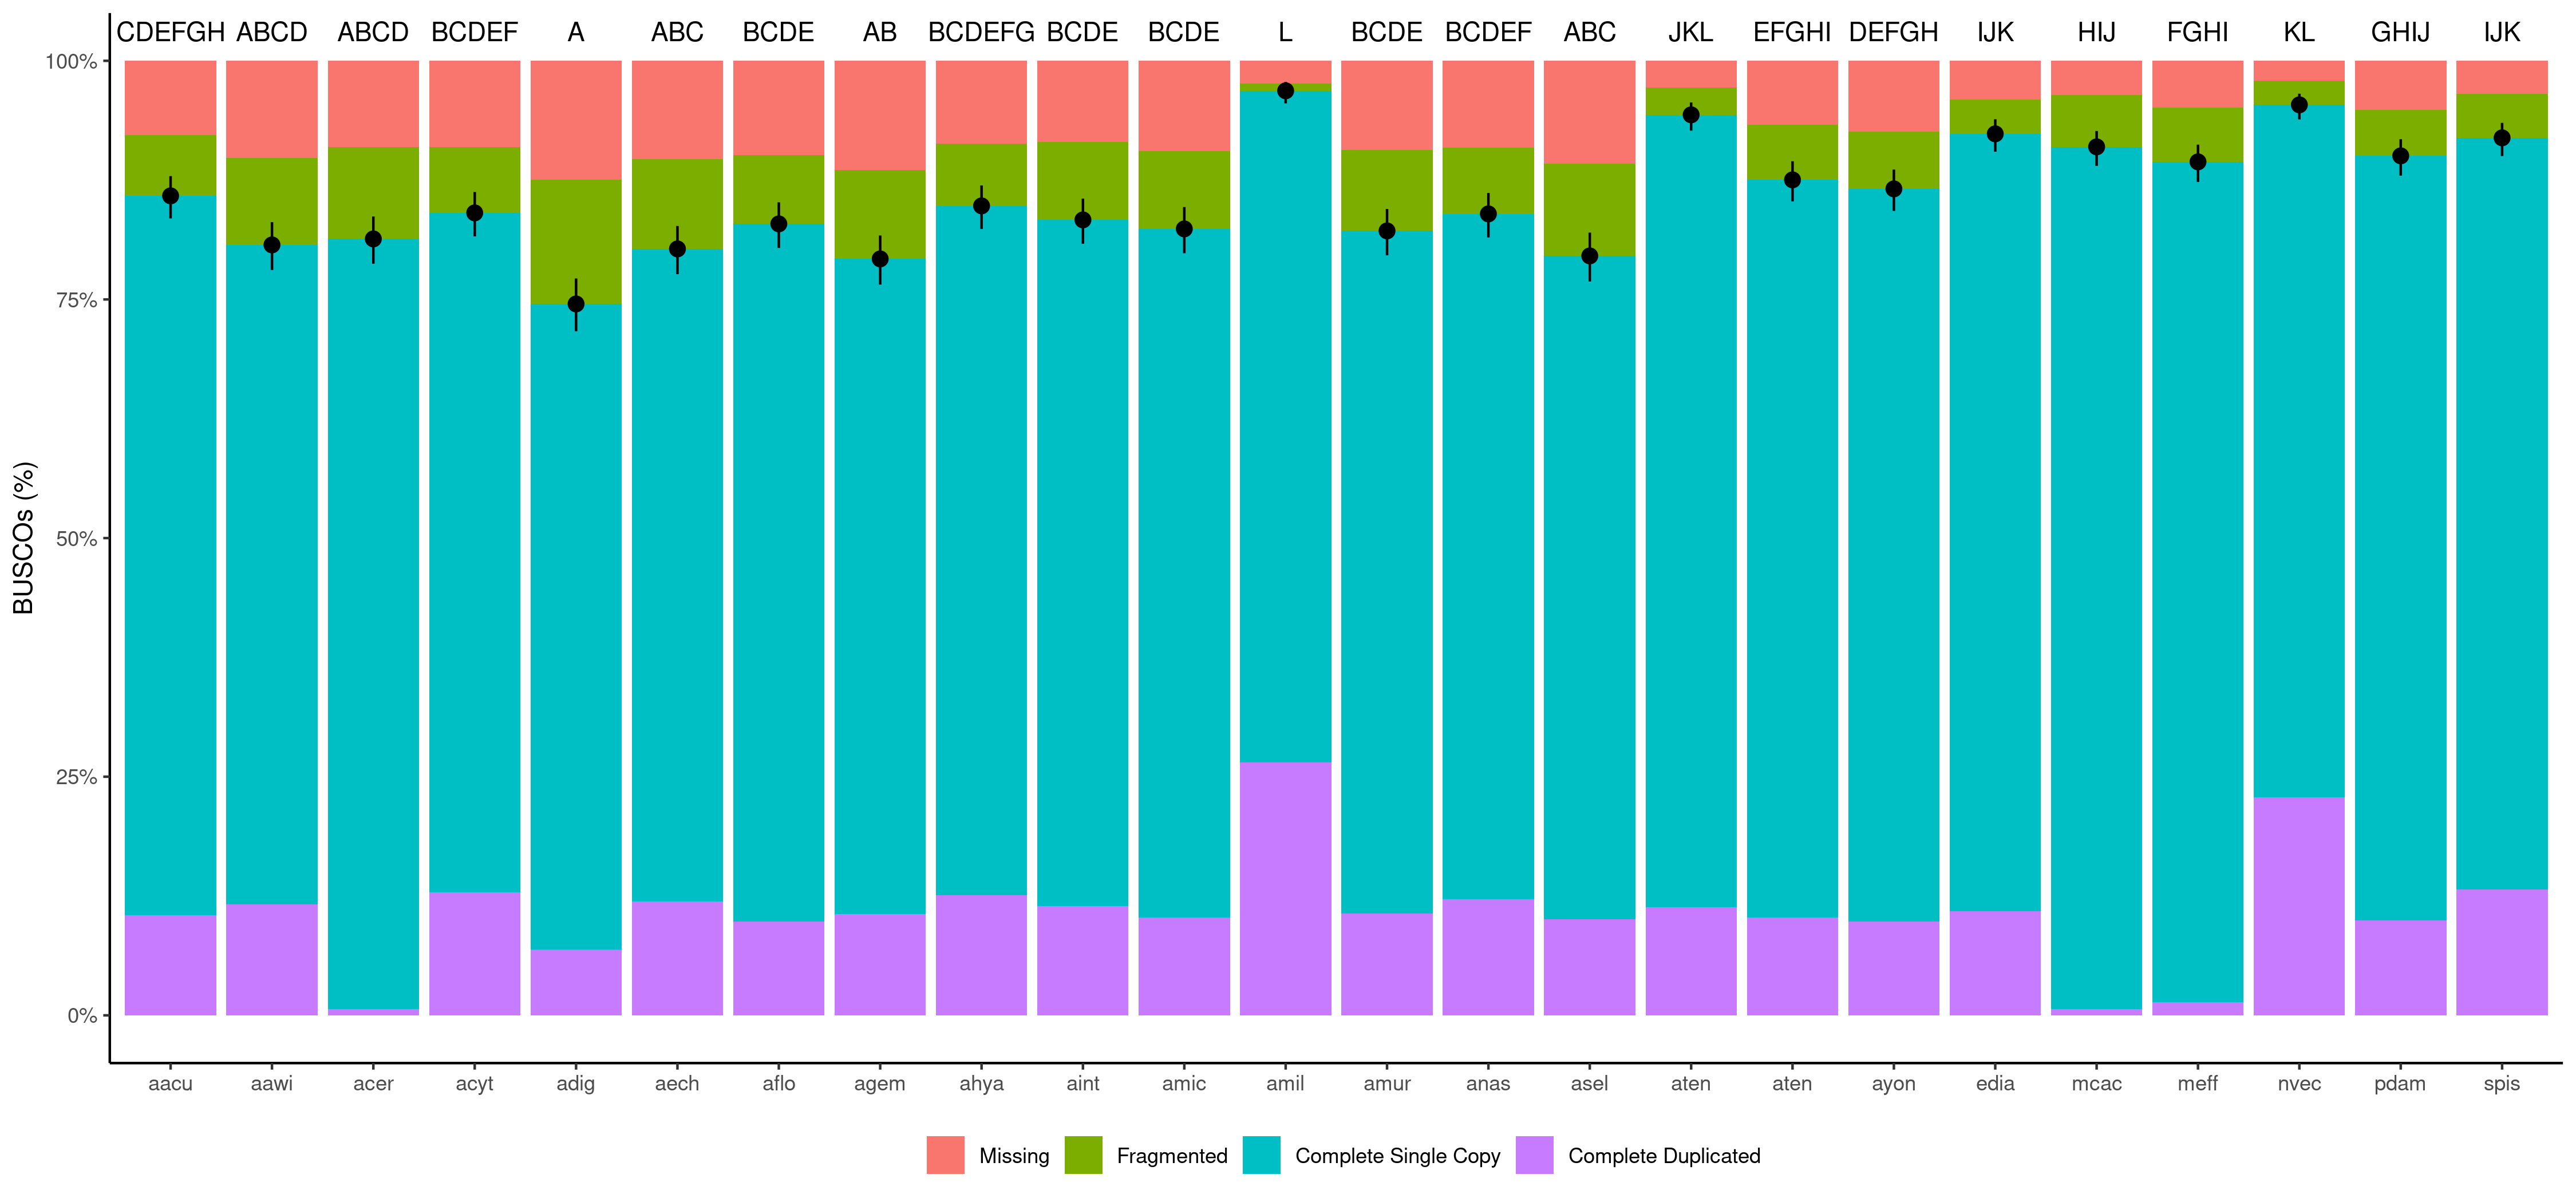 CDEFGH ABCD ABCD BCDEF A ABC BCDE AB BCDEFG BCDE BCDE L BCDE BCDEF ABC JKL EFGHI DEFGH IJK HIJ FGHI KL GHIJ IJK
100%
75%
50%
25%
0%
BUSCOs (%)
aacu aawi acer acyt adig aech aflo agem ahya aint amic amil amur anas asel aten aten ayon edia mcac meff nvec pdam spis
Missing Fragmented Complete Single Copy Complete Duplicated